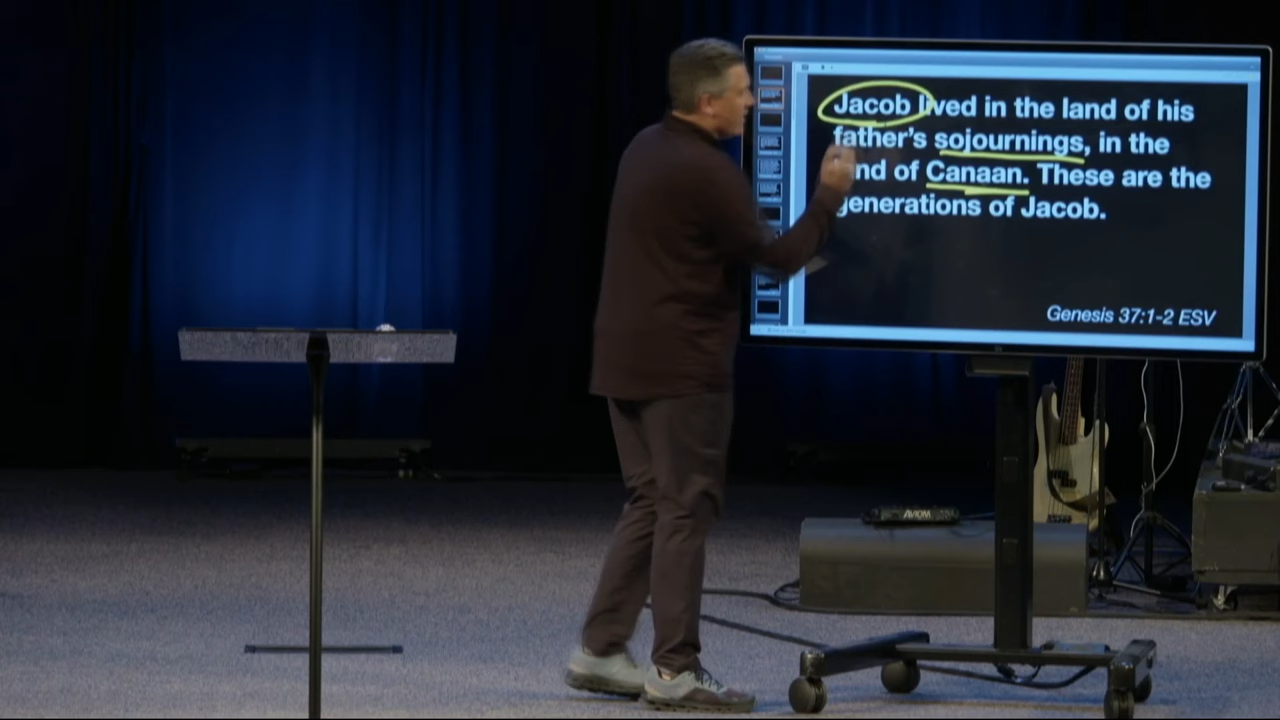 Jacob lived in the land of his
father's sojournings, in the
land of Canaan. These are the
generations of Jacob.
Genesis 37:1-2 ESV
AVIOM